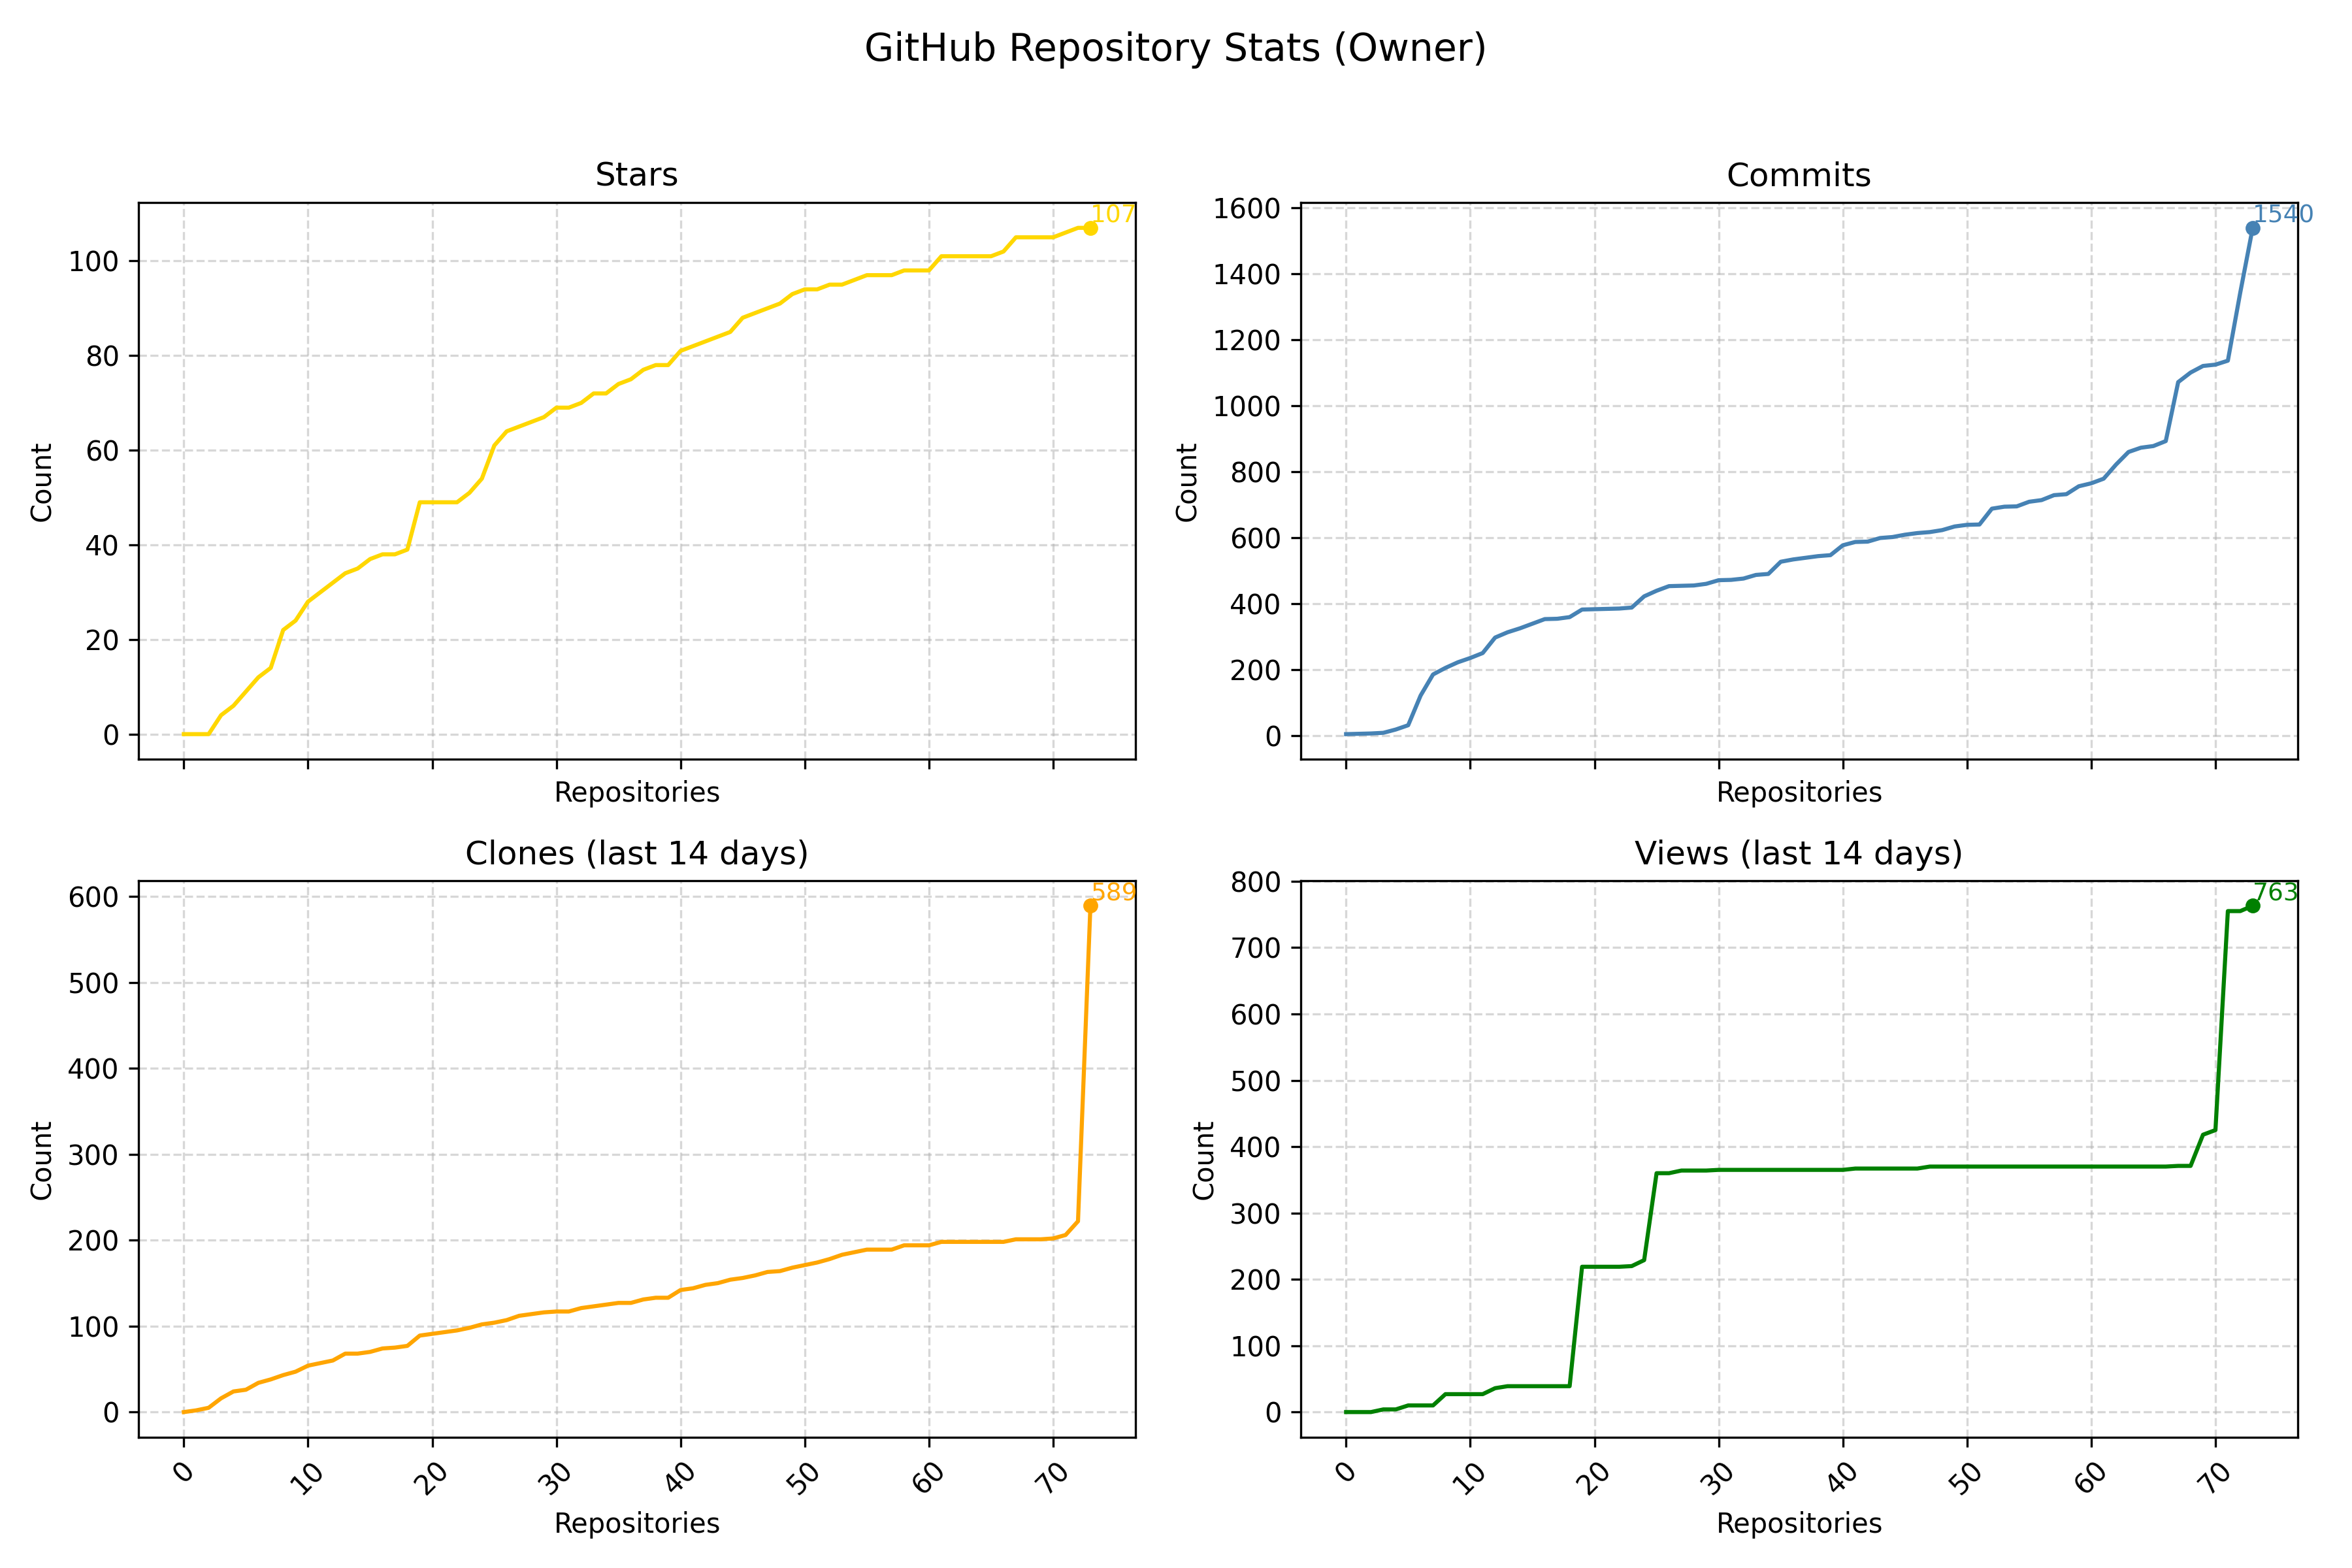 GitHub Repository Stats (Owner)
Stars
107
100
80
60
40
20
0
Count
Repositories
Commits
1540
1600
1400
1200
1000
800
600
400
200
0
Count
Repositories
Clones (last 14 days)
589
600
500
400
300
200
100
0
Count
0 10 20 30 40 50 60 70
Repositories
Views (last 14 days)
763
800
700
600
500
400
300
200
100
0
Count
0 10 20 30 40 50 60 70
Repositories